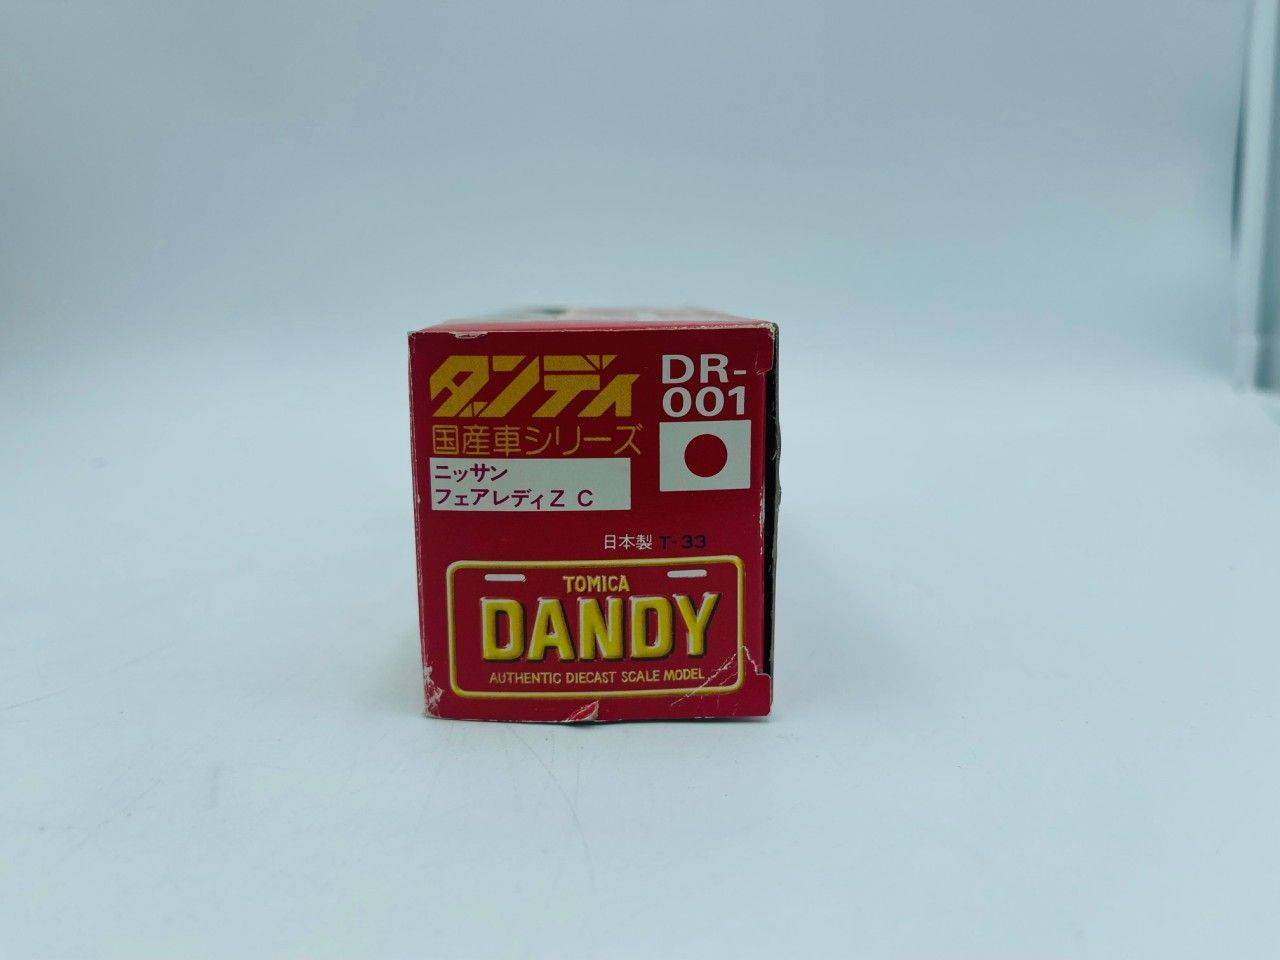 ダンディ
国産車シリーズ
ニッサン
フェアレディZ C
DR-
001
日本製 T-33
TOMICA
DANDY
AUTHENTIC DIECAST SCALE MODEL